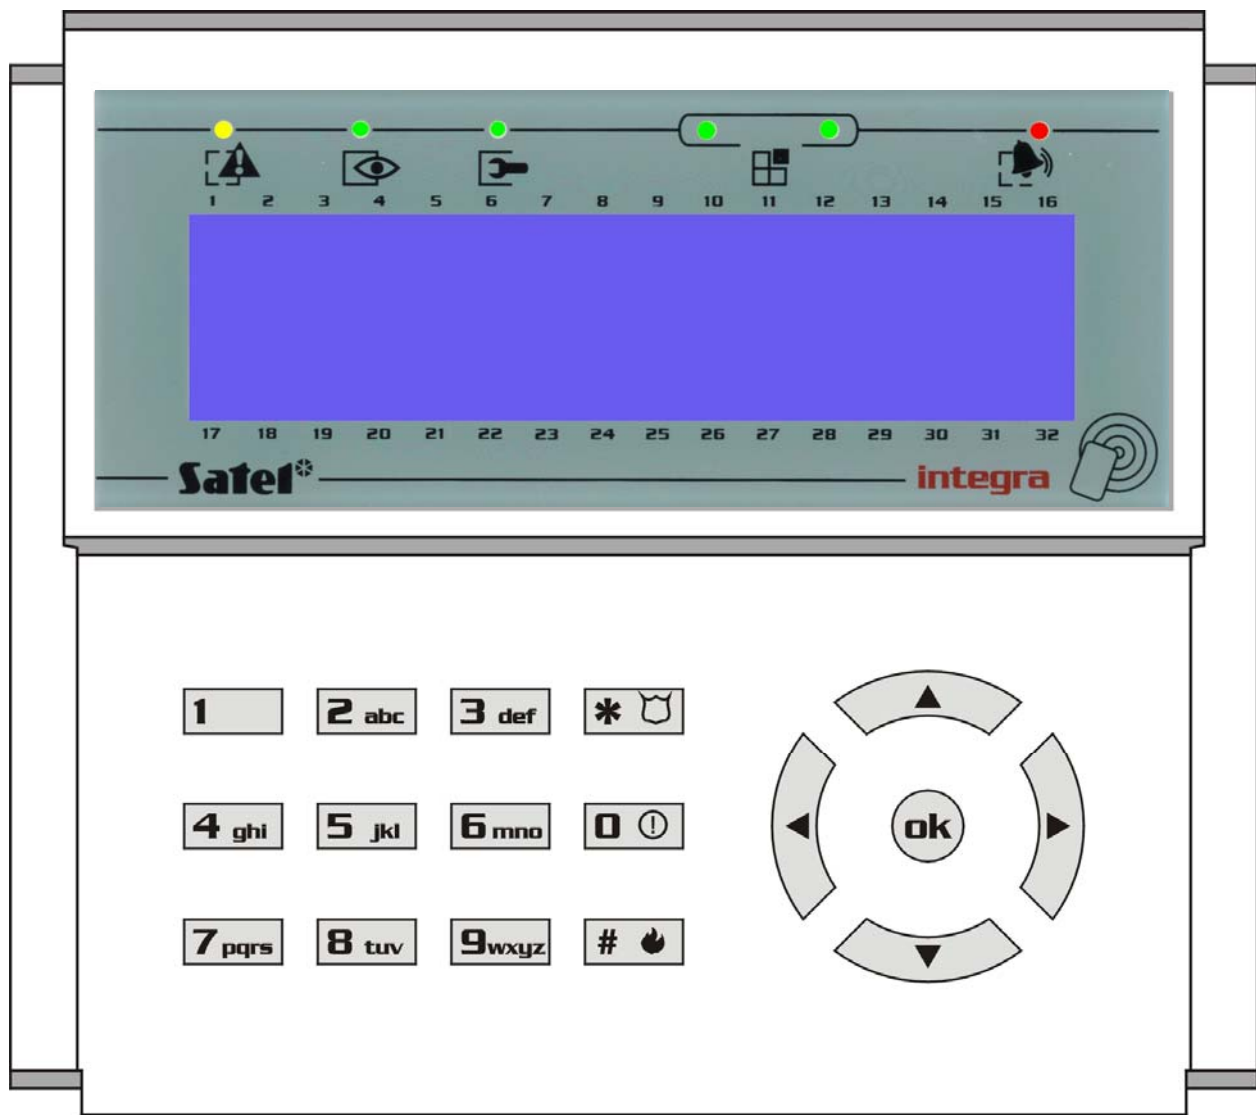 1 2 3 4 5 6 7 8 9 10 11 12 13 14 15 16
17 18 19 20 21 22 23 24 25 26 27 28 29 30 31 32
Satel integra
1 2 abc 3 def *
4 ghi 5 jkl 6 mno 0 ok
7 pqrs 8 tuv 9 wxyz #